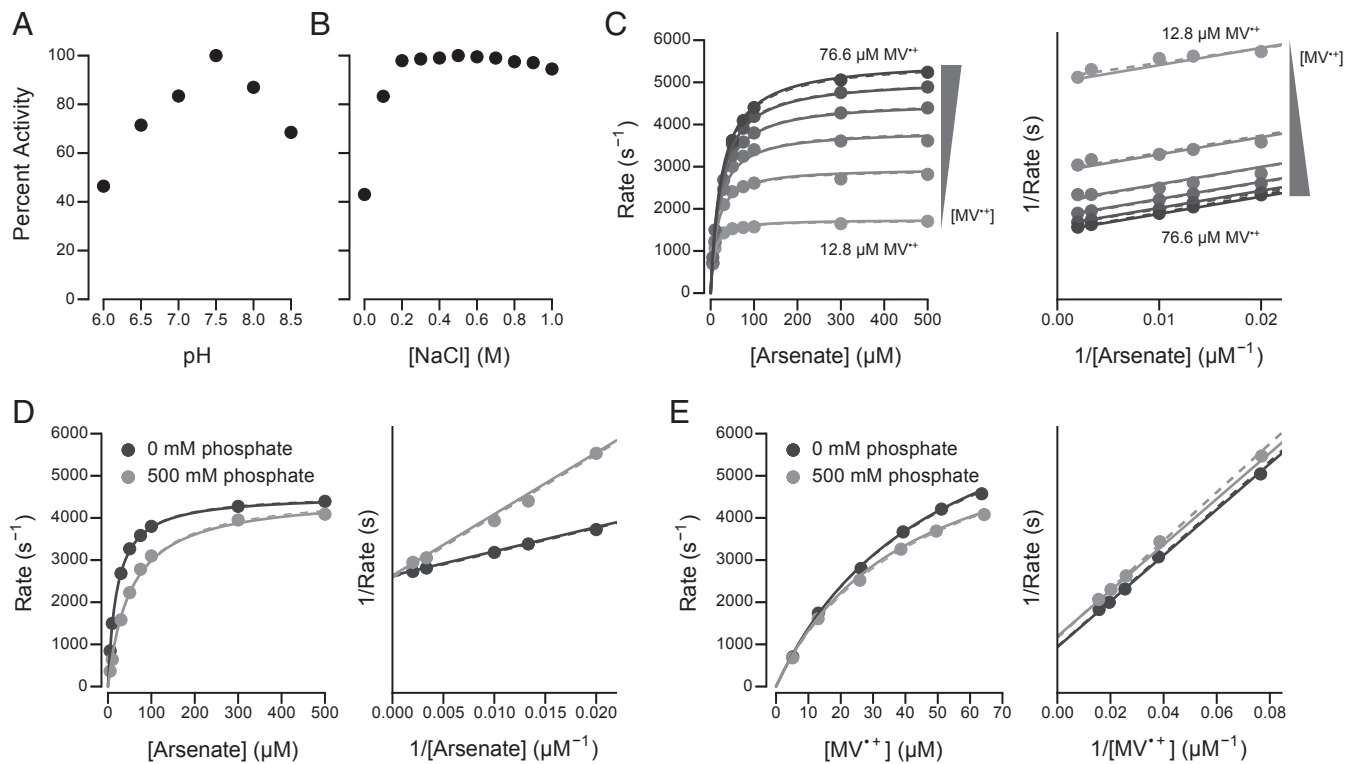 A
Percent Activity
100
80
60
40
20
0
6.0 6.5 7.0 7.5 8.0 8.5
pH
B
0.0 0.2 0.4 0.6 0.8 1.0
[NaCl] (M)
C
Rate (s⁻¹)
6000
5000
4000
3000
2000
1000
0
76.6 µM MV•+
[MV•+]
12.8 µM MV•+
0 100 200 300 400 500
[Arsenate] (µM)
1/Rate (s)
12.8 µM MV•+
[MV•+]
76.6 µM MV•+
0.00 0.01 0.02
1/[Arsenate] (µM⁻¹)
D
Rate (s⁻¹)
6000
5000
4000
3000
2000
1000
0
0 mM phosphate
500 mM phosphate
0 100 200 300 400 500
[Arsenate] (µM)
1/Rate (s)
0.000 0.005 0.010 0.015 0.020
1/[Arsenate] (µM⁻¹)
E
Rate (s⁻¹)
6000
5000
4000
3000
2000
1000
0
0 mM phosphate
500 mM phosphate
0 10 20 30 40 50 60 70
[MV•+] (µM)
1/Rate (s)
0.00 0.02 0.04 0.06 0.08
1/[MV•+] (µM⁻¹)